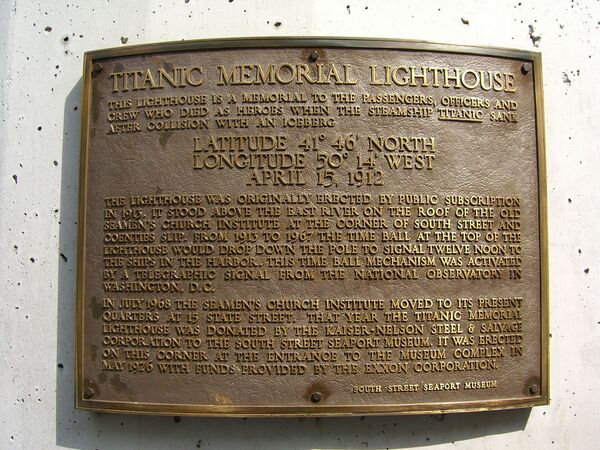 TITANIC MEMORIAL LIGHTHOUSE
THIS LIGHTHOUSE IS A MEMORIAL TO THE PASSENGERS, OFFICERS AND
CREW WHO DIED AS HEROES WHEN THE STEAMSHIP TITANIC SANK
AFTER COLLISION WITH AN ICEBERG
LATITUDE 41° 46' NORTH
LONGITUDE 50° 14' WEST
APRIL 15, 1912
THE LIGHTHOUSE WAS ORIGINALLY ERECTED BY PUBLIC SUBSCRIPTION
IN 1913. IT STOOD ABOVE THE EAST RIVER ON THE ROOF OF THE OLD
SEAMEN'S CHURCH INSTITUTE AT THE CORNER OF SOUTH STREET AND
COENTIES SLIP. FROM 1913 TO 1967 THE TIME BALL AT THE TOP OF THE
LIGHTHOUSE WOULD DROP DOWN THE POLE TO SIGNAL TWELVE NOON TO
THE SHIPS IN THE HARBOR. THIS TIME BALL MECHANISM WAS ACTIVATED
BY A TELEGRAPHIC SIGNAL FROM THE NATIONAL OBSERVATORY IN
WASHINGTON, D.C.
IN JULY 1968 THE SEAMEN'S CHURCH INSTITUTE MOVED TO ITS PRESENT
QUARTERS AT 15 STATE STREET. THAT YEAR THE TITANIC MEMORIAL
LIGHTHOUSE WAS DONATED BY THE KAISER-NELSON STEEL & SALVAGE
CORPORATION TO THE SOUTH STREET SEAPORT MUSEUM. IT WAS ERECTED
ON THIS CORNER AT THE ENTRANCE TO THE MUSEUM COMPLEX IN
MAY 1976 WITH FUNDS PROVIDED BY THE EXXON CORPORATION.
SOUTH STREET SEAPORT MUSEUM